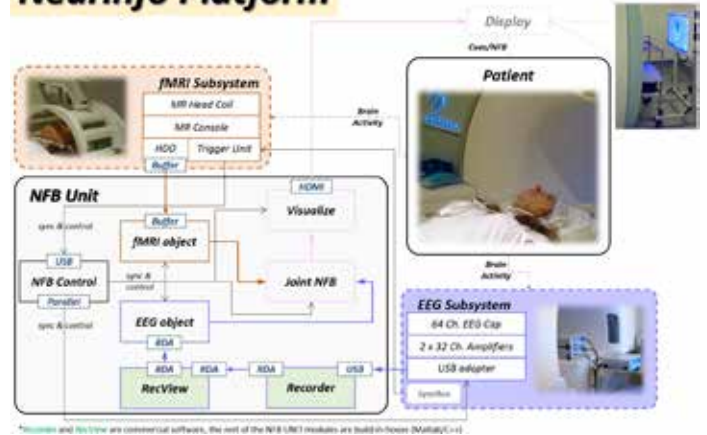 NeurInfo Platform
Display
Cues/NFB
fMRI Subsystem
MR Head Coil
MR Console
HDD
Trigger Unit
Buffer
Brain
Activity
Patient
NFB Unit
HDMI
Visualize
Buffer
fMRI object
sync & control
USB
NFB Control
Parallel
sync & control
sync &
control
Joint NFB
EEG object
RDA
RDA
RDA
RecView
RDA
USB
Recorder
Brain
Activity
EEG Subsystem
64 Ch. EEG Cap
2 x 32 Ch. Amplifiers
USB adapter
SyncBox
*Recorder and RecView are commercial software, the rest of the NFB UNIT modules are build in-house (Matlab/C++)